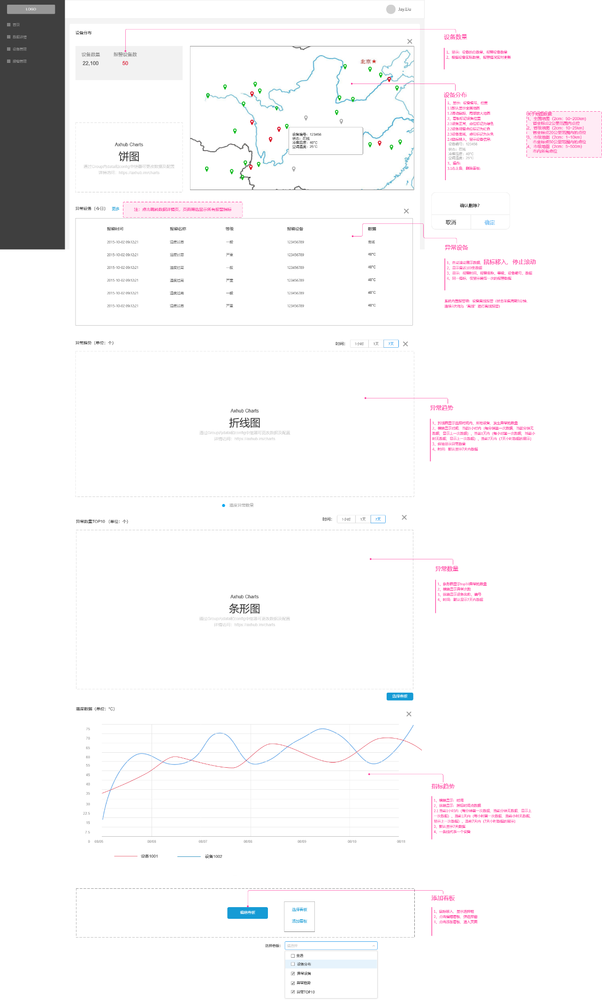 LOGO
Jay.Liu
首页
数据详情
设备管理
报警管理
设备分布
设备数量
报警设备数
22,100
50
北京★
设备编号：123456
状态：在线
冷库温度：40°C
空调温度：25°C
Axhub Charts
饼图
通过Group内data和config中继器可更改数据及配置
详情访问：https://axhub.im/charts
设备数量
1、显示：设备的总数量、报警设备数量
2、根据设备实际数量、报警情况实时更新
设备分布
1、显示：设备编号、位置
1.1默认显示全国地图
1.2滑动鼠标，局部放大地图
2、看板标记设备位置
2.1设备正常，点位标记为绿色
2.2设备报警点位标记为红色
2.3设备离线，点位标记为灰色
2.4鼠标移入，显示设备信息:
设备编号：123456
状态：在线
冷库温度：40°C
空调温度：25°C
3、操作:
3.1右上角，删除看板:
关于地图数据:
1、全国地图（2cm：50~200km)
省坐标点2公里范围内点位
2、省级地图（2cm：10~25km）
省坐标点20公里范围内的点位
3、市级地图（2cm：1~10km）
市坐标点50公里范围内的点位
4、市级地图（2cm：5~500m）
市内所有点位
确认删除？
取消
确定
异常设备（今日）
更多
注：点击跳转数据详情页，页面筛选显示所有报警指标
报警时间 报警名称 等级 报警设备 数据
2015-10-02 09:12:21 温度过高 一般 123456789 离线
2015-10-02 09:12:21 温度过高 严重 123456789 40°C
2015-10-02 09:12:21 温度过高 一般 123456789 40°C
2015-10-02 09:12:21 温度过高 严重 123456789 40°C
2015-10-02 09:12:21 温度过高 一般 123456789 40°C
2015-10-02 09:12:21 温度过高 严重 123456789 40°C
异常设备
1、自动滚动展示数据，鼠标移入，停止滚动
2、显示最近100条数据
3、显示：报警时间、报警名称、等级、设备编号、数据
4、同一指标，仅显示最后一次的报警数据
系统内置报警项：设备离线报警（状态采集周期5分钟，
连续3次均为“离线”进行离线报警）
异常趋势（单位：个）
时间： 1小时 1天 7天
Axhub Charts
折线图
通过Group内data和config中继器可更改数据及配置
详情访问：https://axhub.im/charts
温度异常数量
异常趋势
1、折线图显示选择时间内、所有设备，发生异常的数量
2、横轴显示时间，当前1小时内（每分钟第一次数据，当前分钟无
数据，显示上一次数据）、当前1天内（每小时第一次数据，当前小
时无数据，显示上一次数据）、当前7天内（7天小时数据的展示）
3、纵轴显示异常数量
4、时间：默认显示7天内数据
异常数量TOP10 （单位：个）
时间： 1小时 1天 7天
Axhub Charts
条形图
通过Group内data和config中继器可更改数据及配置
详情访问：https://axhub.im/charts
异常数量
1、条形图显示top10异常的数量
2、横轴显示异常次数
3、纵轴显示设备名称、编号
4、时间：默认显示7天内数据
选择看板
温度数据（单位：°C）
75
70
65
60
55
45
40
35
30
22.5
15
7.5
0 08/05 08/06 08/07 08/08 08/09 08/10 08/11
设备1001 设备1002
指标趋势
1、横轴显示：时间
2、纵轴显示：指标时间点数据
2.1 当前1小时内（每分钟第一次数据，当前分钟无数据，显示上
一次数据）、当前1天内（每小时第一次数据，当前小时无数据，
显示上一次数据）、当前7天内（7天小时数据的展示）
3、默认显示7天数据
4、一条线代表一个设备
编辑看板
选择看板
添加看板
添加看板
1、鼠标移入，显示选择框
2、点击编辑看板，弹选择窗
3、点击添加看板，进入页面
选择看板： 请选择
全选
设备分布
异常设备
异常趋势
异常TOP10